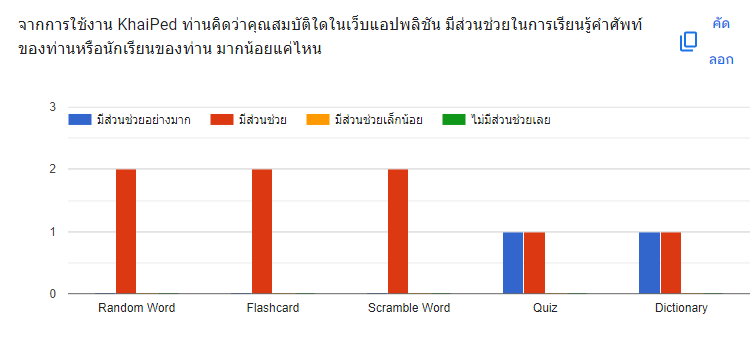 จากการใช้งาน KhaiPed ท่านคิดว่าคุณสมบัติใดในเว็บแอปพลิชัน มีส่วนช่วยในการเรียนรู้คำศัพท์
ของท่านหรือนักเรียนของท่าน มากน้อยแค่ไหน
คัด
ลอก
3
มีส่วนช่วยอย่างมาก มีส่วนช่วย มีส่วนช่วยเล็กน้อย ไม่มีส่วนช่วยเลย
2
1
0
Random Word Flashcard Scramble Word Quiz Dictionary